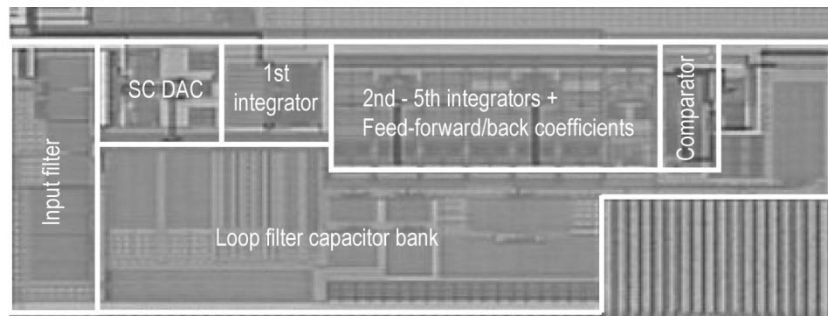 Input filter
SC DAC
1st
integrator
2nd - 5th integrators +
Feed-forward/back coefficients
Comparator
Loop filter capacitor bank